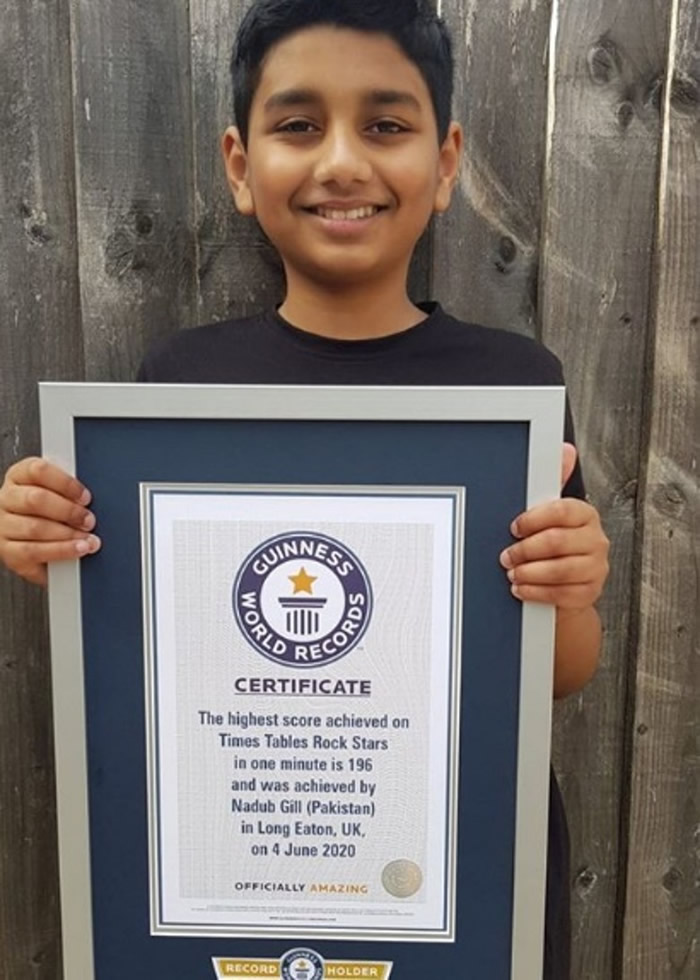 GUINNESS
WORLD RECORDS
CERTIFICATE
The highest score achieved on
Times Tables Rock Stars
in one minute is 196
and was achieved by
Nadub Gill (Pakistan)
in Long Eaton, UK,
on 4 June 2020
OFFICIALLY AMAZING
RECORD HOLDER